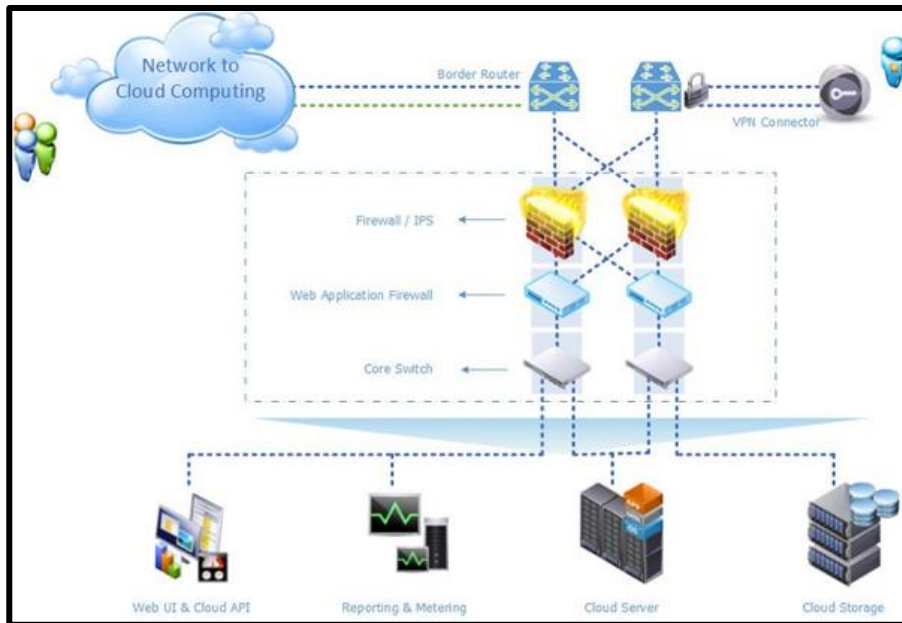 Network to
Cloud Computing
Border Router
VPN Connector
Firewall / IPS
Web Application Firewall
Core Switch
Web UI & Cloud API
Reporting & Metering
Cloud Server
Cloud Storage